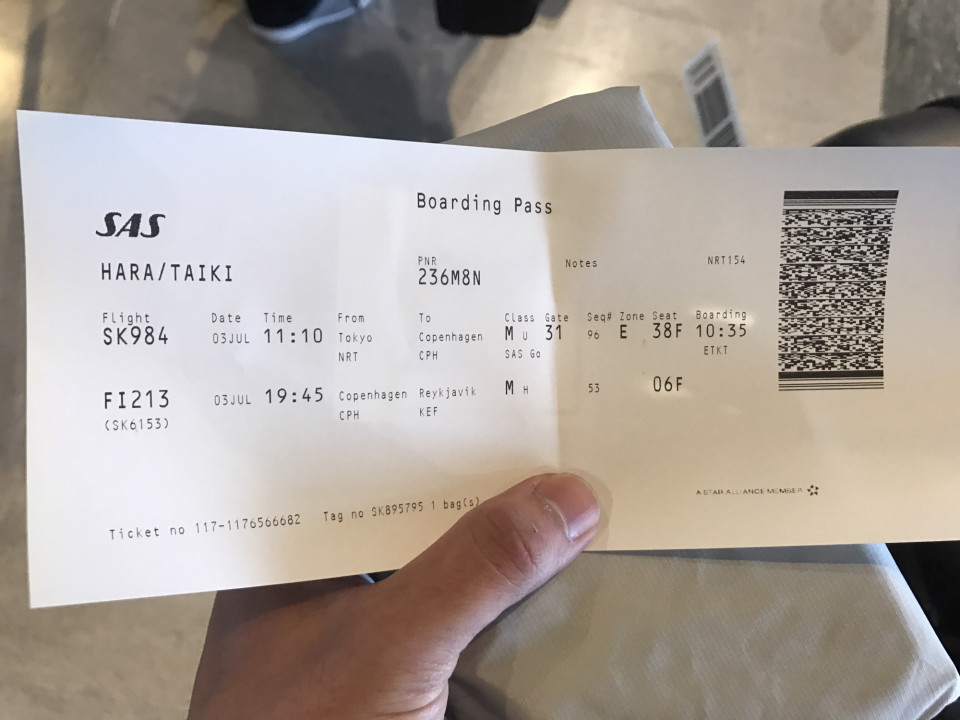 Boarding Pass
SAS
HARA/TAIKI
PNR Notes NRT154
236M8N
Flight Date Time From To Class Gate Seq# Zone Seat Boarding
SK984 03JUL 11:10 Tokyo Copenhagen M U 31 96 E 38F 10:35
NRT CPH SAS Go ETKT
FI213 03JUL 19:45 Copenhagen Reykjavik M H 53 06F
(SK6153) CPH KEF
A STAR ALLIANCE MEMBER
Ticket no 117-1176566682 Tag no SK895795 1 bag(s)